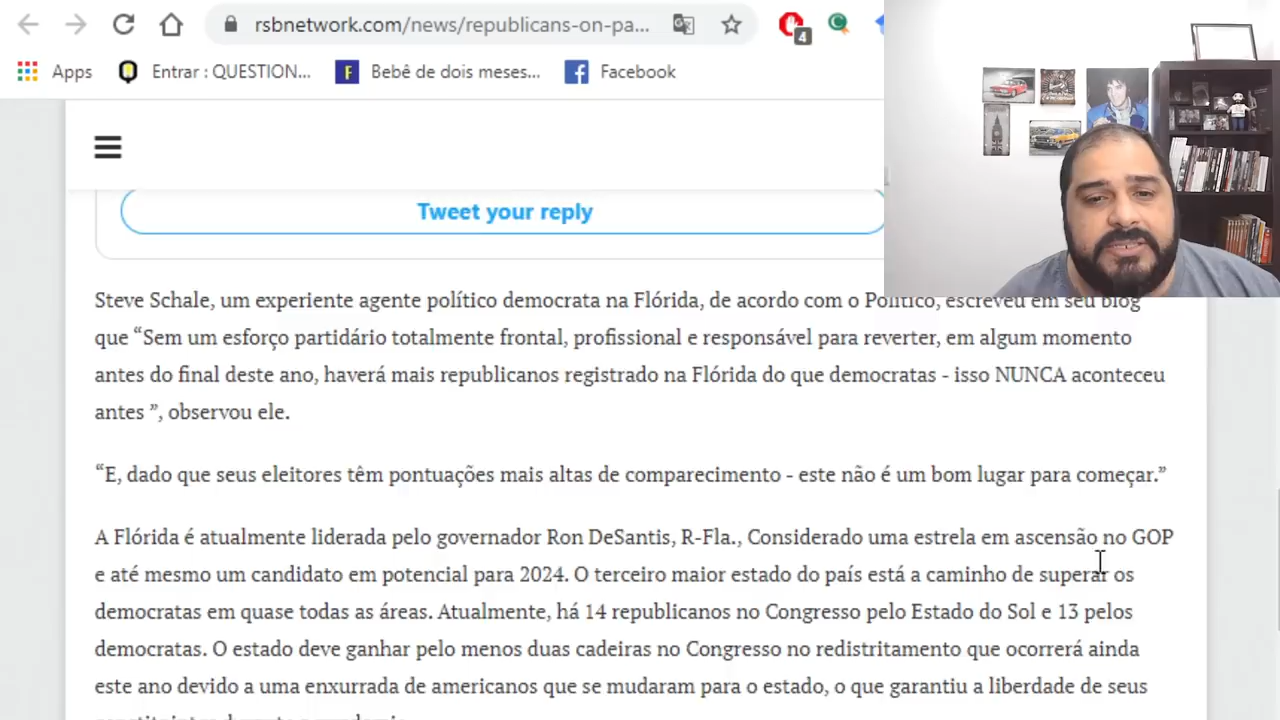 rsbnetwork.com/news/republicans-on-pa...
4
Apps Entrar : QUESTION... Bebê de dois meses... Facebook
Tweet your reply
Steve Schale, um experiente agente político democrata na Flórida, de acordo com o Politico, escreveu em seu blog
que “Sem um esforço partidário totalmente frontal, profissional e responsável para reverter, em algum momento
antes do final deste ano, haverá mais republicanos registrado na Flórida do que democratas - isso NUNCA aconteceu
antes ”, observou ele.
“E, dado que seus eleitores têm pontuações mais altas de comparecimento - este não é um bom lugar para começar.”
A Flórida é atualmente liderada pelo governador Ron DeSantis, R-Fla., Considerado uma estrela em ascensão no GOP
e até mesmo um candidato em potencial para 2024. O terceiro maior estado do país está a caminho de superar os
democratas em quase todas as áreas. Atualmente, há 14 republicanos no Congresso pelo Estado do Sol e 13 pelos
democratas. O estado deve ganhar pelo menos duas cadeiras no Congresso no redistritamento que ocorrerá ainda
este ano devido a uma enxurrada de americanos que se mudaram para o estado, o que garantiu a liberdade de seus